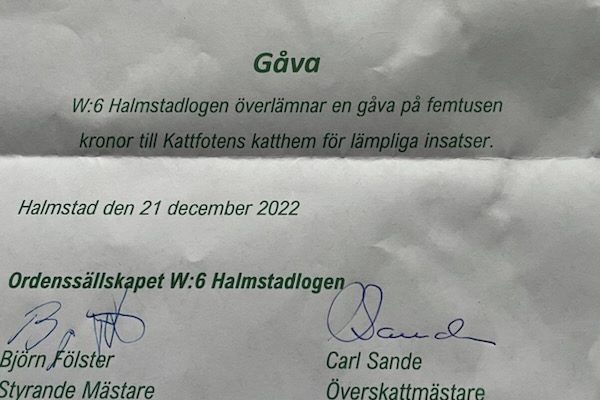 Gåva
W:6 Halmstadlogen överlämnar en gåva på femtusen
kronor till Kattfotens katthem för lämpliga insatser.
Halmstad den 21 december 2022
Ordenssällskapet W:6 Halmstadlogen
Björn Fölster
Carl Sande
Styrande Mästare
Överskattmästare